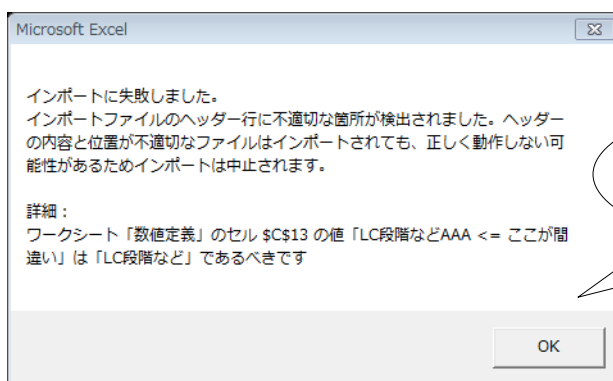 Microsoft Excel
インポートに失敗しました。
インポートファイルのヘッダー行に不適切な箇所が検出されました。ヘッダー
の内容と位置が不適切なファイルはインポートされても、正しく動作しない可
能性があるためインポートは中止されます。
詳細：
ワークシート「数値定義」のセル $C$13 の値「LC段階などAAA <= ここが間
違い」は「LC段階など」であるべきです
OK